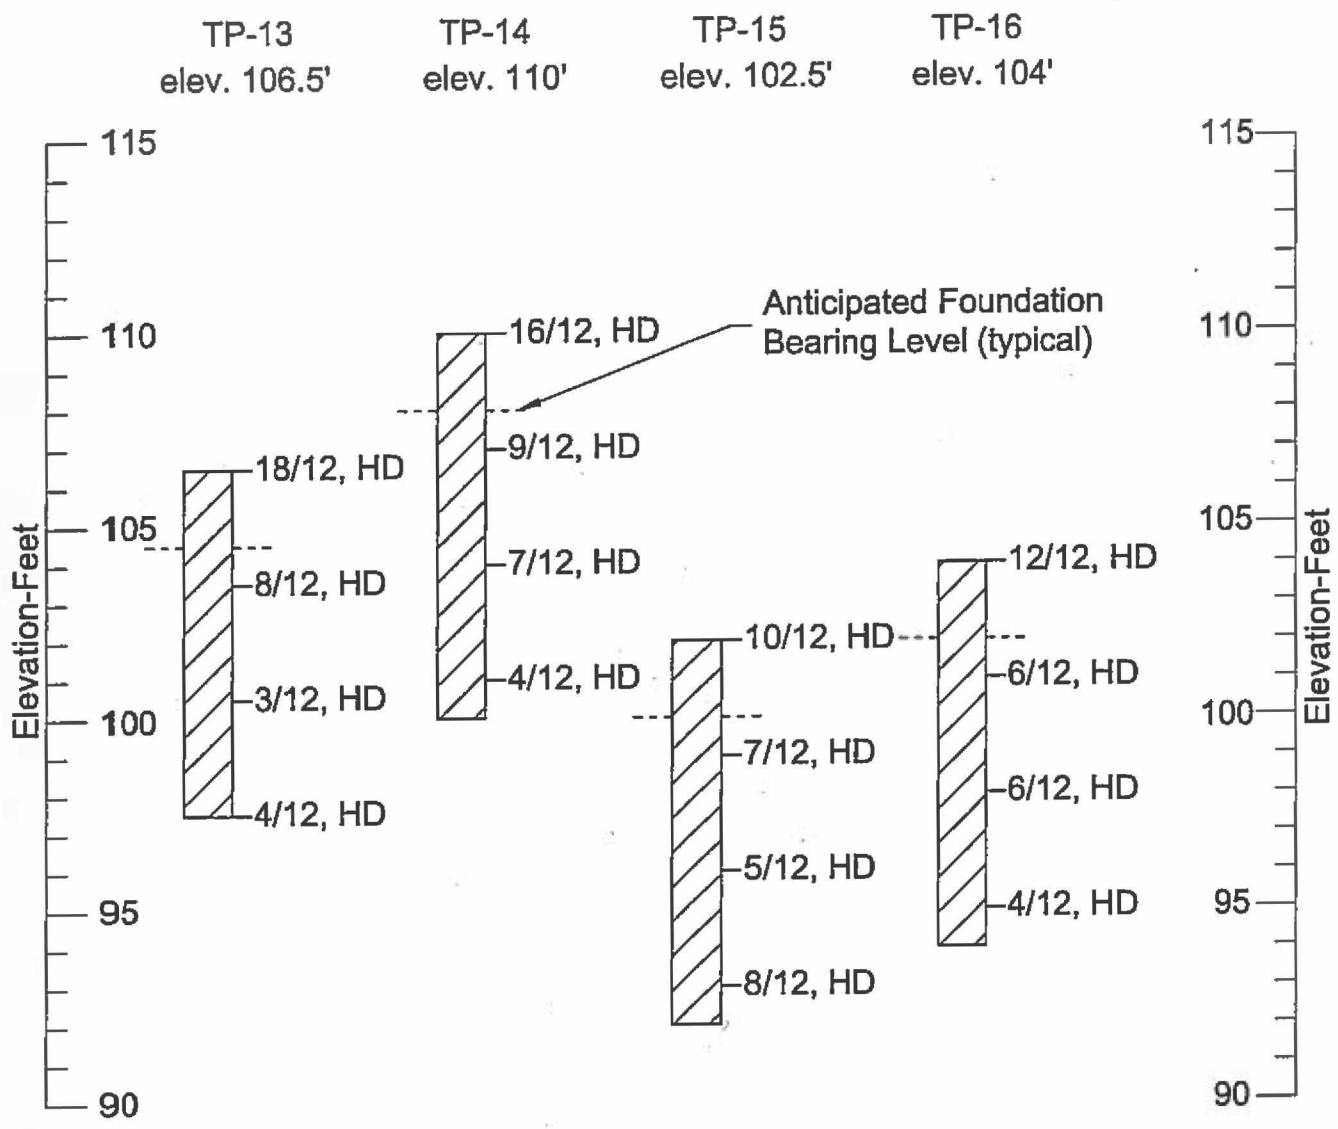 TP-13
elev. 106.5'
TP-14
elev. 110'
TP-15
elev. 102.5'
TP-16
elev. 104'
115
110
105
100
95
90
Elevation-Feet
18/12, HD
8/12, HD
3/12, HD
4/12, HD
16/12, HD
9/12, HD
7/12, HD
4/12, HD
Anticipated Foundation
Bearing Level (typical)
10/12, HD
7/12, HD
5/12, HD
8/12, HD
12/12, HD
6/12, HD
6/12, HD
4/12, HD
115
110
105
100
95
90
Elevation-Feet